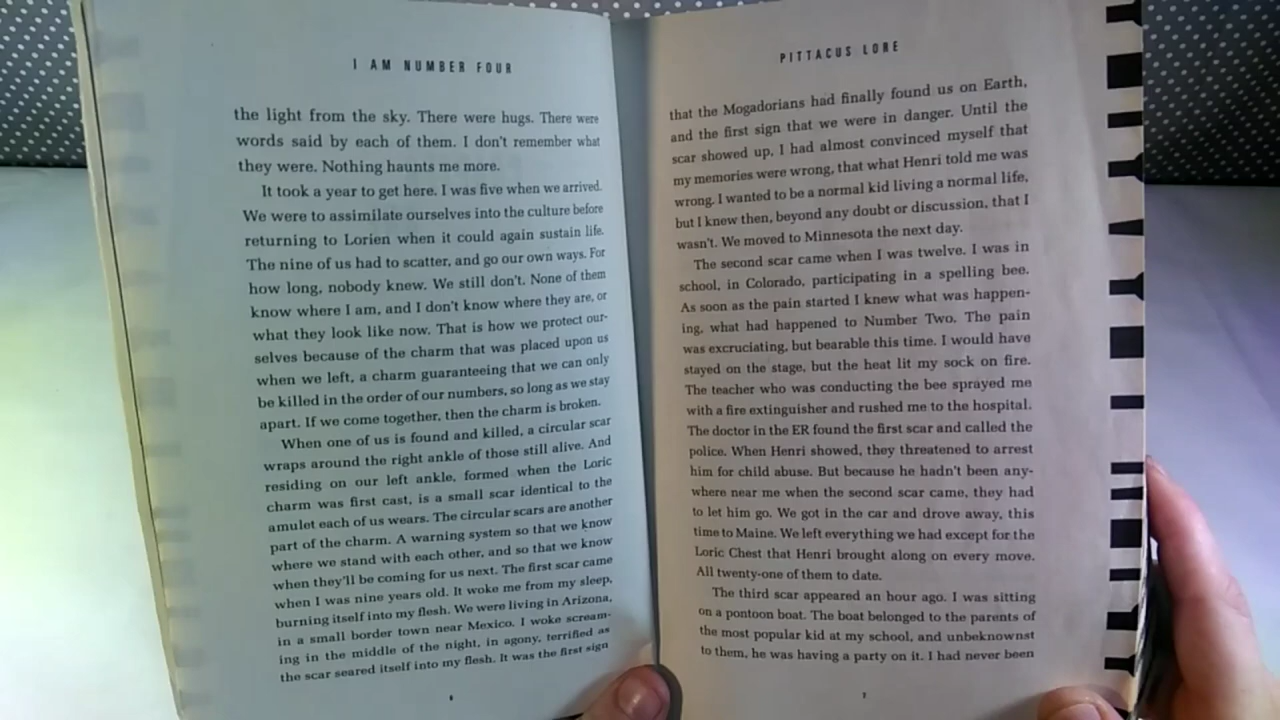 I AM NUMBER FOUR
the light from the sky. There were hugs. There were
words said by each of them. I don't remember what
they were. Nothing haunts me more.
It took a year to get here. I was five when we arrived.
We were to assimilate ourselves into the culture before
returning to Lorien when it could again sustain life.
The nine of us had to scatter, and go our own ways. For
how long, nobody knew. We still don't. None of them
know where I am, and I don't know where they are, or
what they look like now. That is how we protect our-
selves because of the charm that was placed upon us
when we left, a charm guaranteeing that we can only
be killed in the order of our numbers, so long as we stay
apart. If we come together, then the charm is broken.
When one of us is found and killed, a circular scar
wraps around the right ankle of those still alive. And
residing on our left ankle, formed when the Loric
charm was first cast, is a small scar identical to the
amulet each of us wears. The circular scars are another
part of the charm. A warning system so that we know
where we stand with each other, and so that we know
when they'll be coming for us next. The first scar came
when I was nine years old. It woke me from my sleep,
burning itself into my flesh. We were living in Arizona,
in a small border town near Mexico. I woke scream-
ing in the middle of the night, in agony, terrified as
the scar seared itself into my flesh. It was the first sign
PITTACUS LORE
that the Mogadorians had finally found us on Earth,
and the first sign that we were in danger. Until the
scar showed up, I had almost convinced myself that
my memories were wrong, that what Henri told me was
wrong. I wanted to be a normal kid living a normal life,
but I knew then, beyond any doubt or discussion, that I
wasn't. We moved to Minnesota the next day.
The second scar came when I was twelve. I was in
school, in Colorado, participating in a spelling bee.
As soon as the pain started I knew what was happen-
ing, what had happened to Number Two. The pain
was excruciating, but bearable this time. I would have
stayed on the stage, but the heat lit my sock on fire.
The teacher who was conducting the bee sprayed me
with a fire extinguisher and rushed me to the hospital.
The doctor in the ER found the first scar and called the
police. When Henri showed, they threatened to arrest
him for child abuse. But because he hadn't been any-
where near me when the second scar came, they had
to let him go. We got in the car and drove away, this
time to Maine. We left everything we had except for the
Loric Chest that Henri brought along on every move.
All twenty-one of them to date.
The third scar appeared an hour ago. I was sitting
on a pontoon boat. The boat belonged to the parents of
the most popular kid at my school, and unbeknownst
to them, he was having a party on it. I had never been